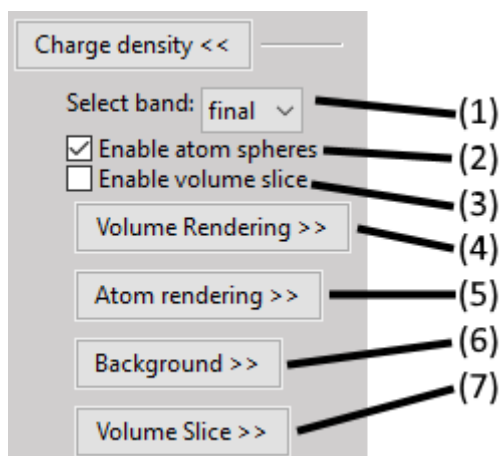 Charge density <<
Select band: final (1)
Enable atom spheres (2)
Enable volume slice (3)
Volume Rendering >> (4)
Atom rendering >> (5)
Background >> (6)
Volume Slice >> (7)